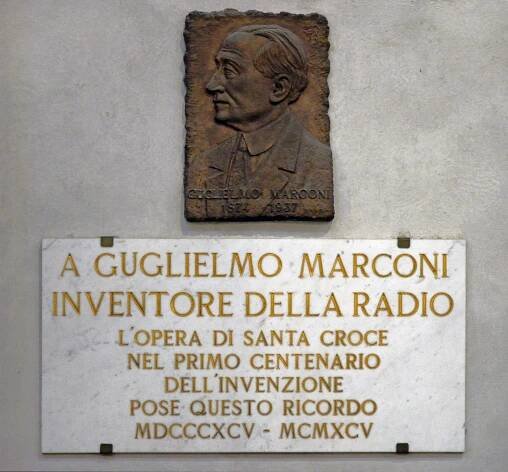 GUGLIELMO MARCONI
1874 1937
A GUGLIELMO MARCONI
INVENTORE DELLA RADIO
L'OPERA DI SANTA CROCE
NEL PRIMO CENTENARIO
DELL'INVENZIONE
POSE QUESTO RICORDO
MDCCCXCV - MCMXCV